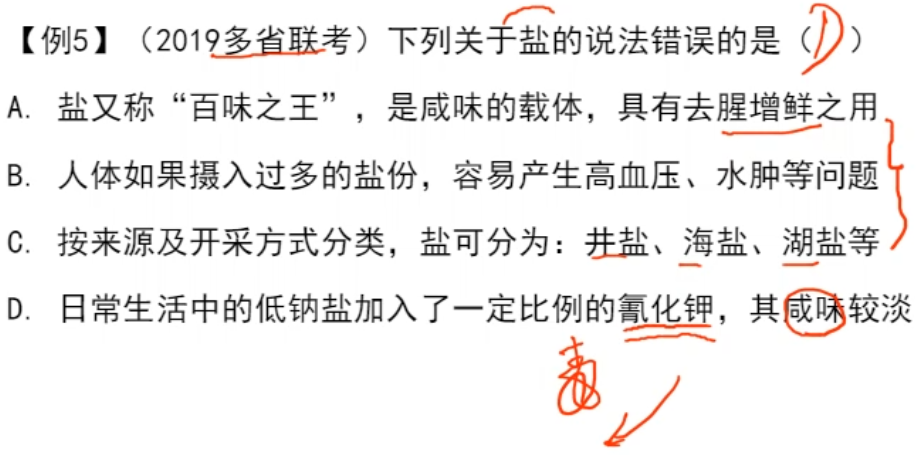 【例5】（2019多省联考）下列关于盐的说法错误的是（D）
A. 盐又称“百味之王”，是咸味的载体，具有去腥增鲜之用
B. 人体如果摄入过多的盐份，容易产生高血压、水肿等问题
C. 按来源及开采方式分类，盐可分为：井盐、海盐、湖盐等
D. 日常生活中的低钠盐加入了一定比例的氰化钾，其咸味较淡
毒